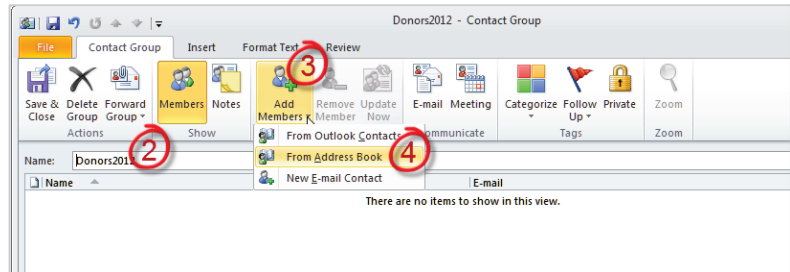 Donors2012 - Contact Group
File Contact Group Insert Format Text Review
3
Save & Close Delete Group Forward Group Members Notes Add Members Remove Member Update Now E-mail Meeting Categorize Follow Up Private Zoom
Actions Show Communicate Tags Zoom
From Outlook Contacts
2
Name: Donors2012
From Address Book 4
New E-mail Contact
Name E-mail
There are no items to show in this view.